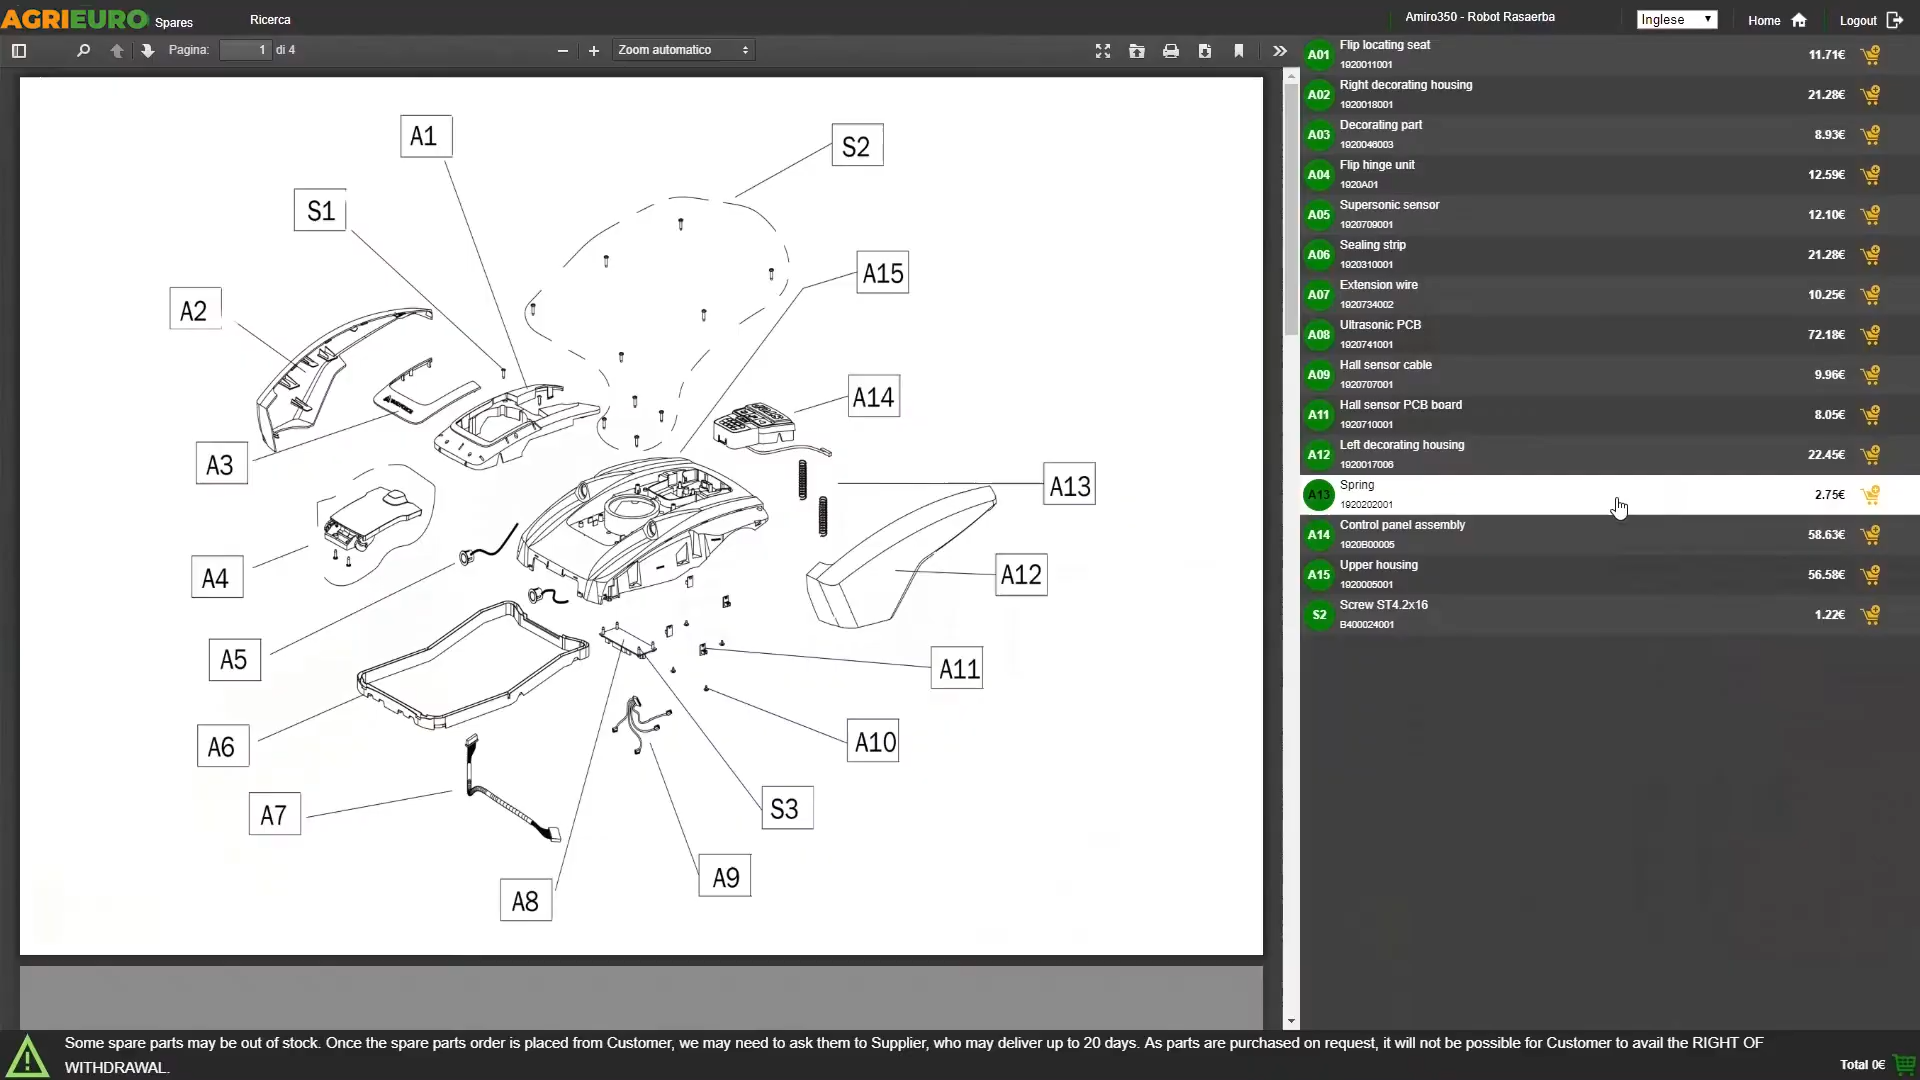 AGRIEURO Spares
Ricerca
Amiro350 - Robot Rasaerba
Inglese
Home
Logout
Pagina: 1 di 4
Zoom automatico
A1
S2
S1
A15
A2
A14
A3
A13
A4
A12
A5
A11
A6
A10
A7
S3
A9
A8
A01 Flip locating seat 11.71€
1920011001
A02 Right decorating housing 21.28€
1920018001
A03 Decorating part 8.93€
1920046003
A04 Flip hinge unit 12.59€
1920A01
A05 Supersonic sensor 12.10€
1920709001
A06 Sealing strip 21.28€
1920310001
A07 Extension wire 10.25€
1920734002
A08 Ultrasonic PCB 72.18€
1920741001
A09 Hall sensor cable 9.96€
1920707001
A11 Hall sensor PCB board 8.05€
1920710001
A12 Left decorating housing 22.45€
1920017006
A13 Spring 2.75€
1920202001
A14 Control panel assembly 58.63€
1920B00005
A15 Upper housing 56.58€
1920005001
S2 Screw ST4.2x16 1.22€
B400024001
Some spare parts may be out of stock. Once the spare parts order is placed from Customer, we may need to ask them to Supplier, who may deliver up to 20 days. As parts are purchased on request, it will not be possible for Customer to avail the RIGHT OF
WITHDRAWAL.
Total 0€